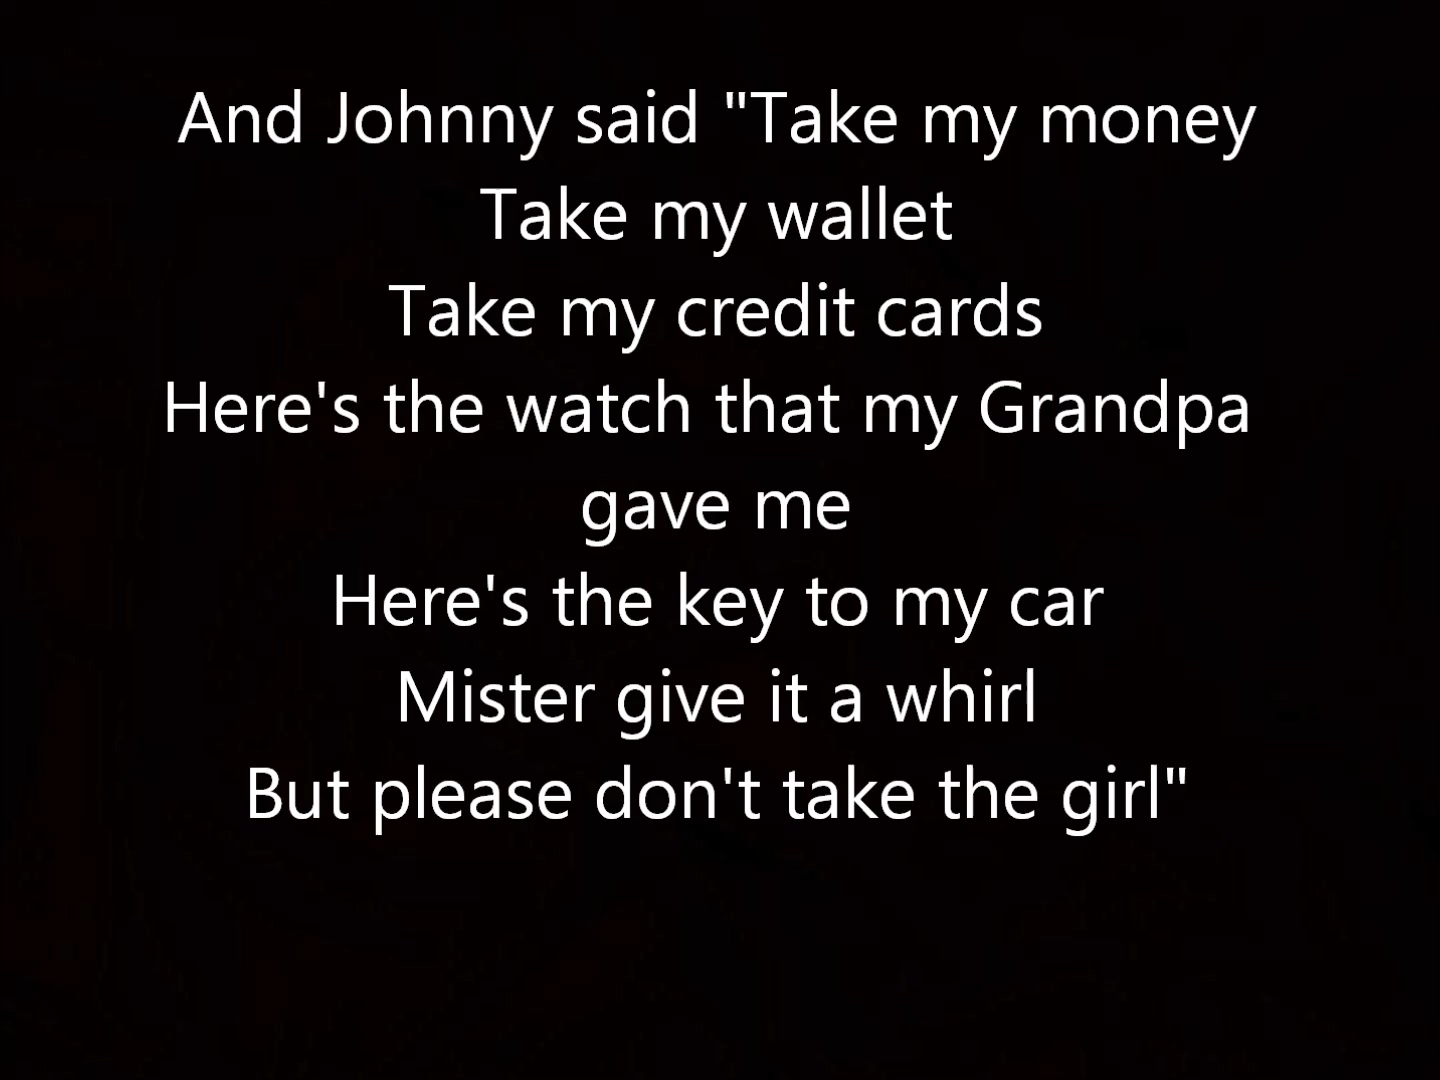 And Johnny said "Take my money
Take my wallet
Take my credit cards
Here's the watch that my Grandpa
gave me
Here's the key to my car
Mister give it a whirl
But please don't take the girl"